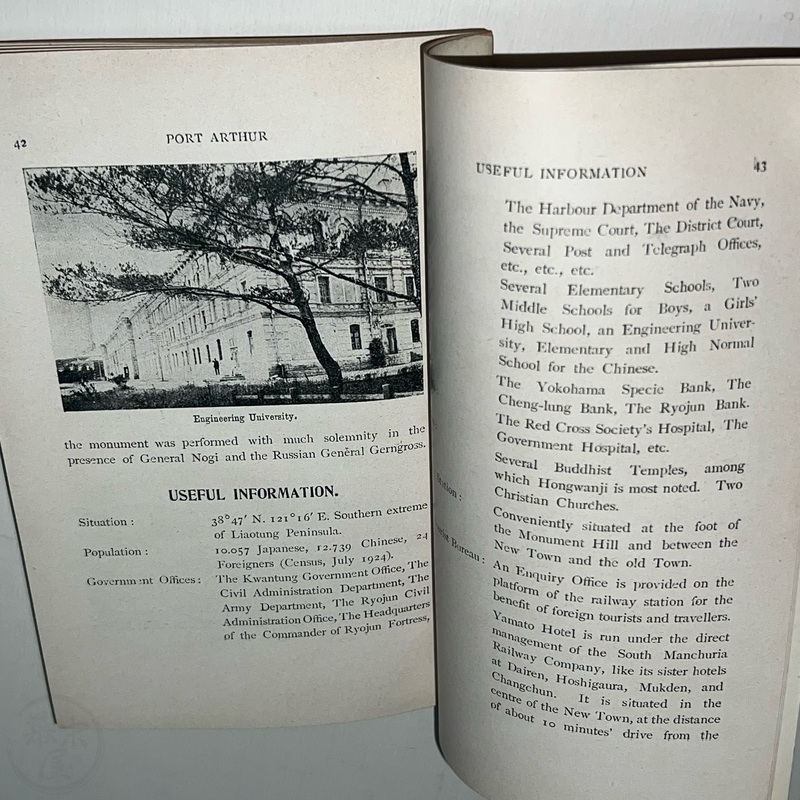 42
PORT ARTHUR
Engineering University.
the monument was performed with much solemnity in the
presence of General Nogi and the Russian General Gerngross.
USEFUL INFORMATION.
Situation : 38°47′ N. 121°16′ E. Southern extreme
of Liaotung Peninsula.
Population : 10.057 Japanese, 12.739 Chinese, 24
Foreigners (Census, July 1924).
Government Offices : The Kwantung Government Office, The
Civil Administration Department, The
Army Department, The Ryojun Civil
Administration Office, The Headquarters
of the Commander of Ryojun Fortress,
USEFUL INFORMATION
43
The Harbour Department of the Navy,
the Supreme Court, The District Court,
Several Post and Telegraph Offices,
etc., etc., etc.
Several Elementary Schools, Two
Middle Schools for Boys, a Girls'
High School, an Engineering Univer-
sity, Elementary and High Normal
School for the Chinese.
The Yokohama Specie Bank, The
Cheng-lung Bank, The Ryojun Bank.
The Red Cross Society's Hospital, The
Government Hospital, etc.
Several Buddhist Temples, among
which Hongwanji is most noted. Two
Christian Churches.
Conveniently situated at the foot of
the Monument Hill and between the
New Town and the old Town.
Bureau : An Enquiry Office is provided on the
platform of the railway station for the
benefit of foreign tourists and travellers.
Yamato Hotel is run under the direct
management of the South Manchuria
Railway Company, like its sister hotels
at Dairen, Hoshigaura, Mukden, and
Changchun. It is situated in the
centre of the New Town, at the distance
of about 10 minutes' drive from the